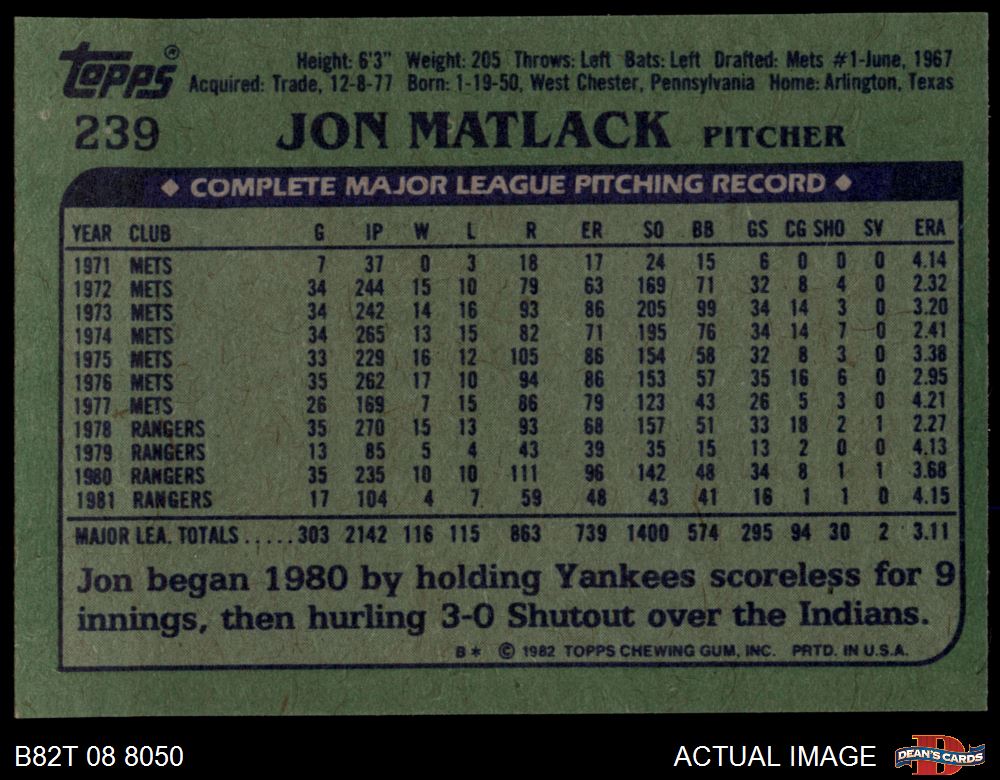 Topps® Height: 6'3" Weight: 205 Throws: Left Bats: Left Drafted: Mets #1-June, 1967
Acquired: Trade, 12-8-77 Born: 1-19-50, West Chester, Pennsylvania Home: Arlington, Texas
239 JON MATLACK PITCHER
◆ COMPLETE MAJOR LEAGUE PITCHING RECORD ◆
YEAR CLUB G IP W L R ER SO BB GS CG SHO SV ERA
1971 METS 7 37 0 3 18 17 24 15 6 0 0 0 4.14
1972 METS 34 244 15 10 79 63 169 71 32 8 4 0 2.32
1973 METS 34 242 14 16 93 86 205 99 34 14 3 0 3.20
1974 METS 34 265 13 15 82 71 195 76 34 14 7 0 2.41
1975 METS 33 229 16 12 105 86 154 58 32 8 3 0 3.38
1976 METS 35 262 17 10 94 86 153 57 35 16 6 0 2.95
1977 METS 26 169 7 15 86 79 123 43 26 5 3 0 4.21
1978 RANGERS 35 270 15 13 93 68 157 51 33 18 2 1 2.27
1979 RANGERS 13 85 5 4 43 39 35 15 13 2 0 0 4.13
1980 RANGERS 35 235 10 10 111 96 142 48 34 8 1 1 3.68
1981 RANGERS 17 104 4 7 59 48 43 41 16 1 1 0 4.15
MAJOR LEA. TOTALS ..... 303 2142 116 115 863 739 1400 574 295 94 30 2 3.11
Jon began 1980 by holding Yankees scoreless for 9
innings, then hurling 3-0 Shutout over the Indians.
B* © 1982 TOPPS CHEWING GUM, INC. PRTD. IN U.S.A.
B82T 08 8050 ACTUAL IMAGE D DEAN'S CARDS